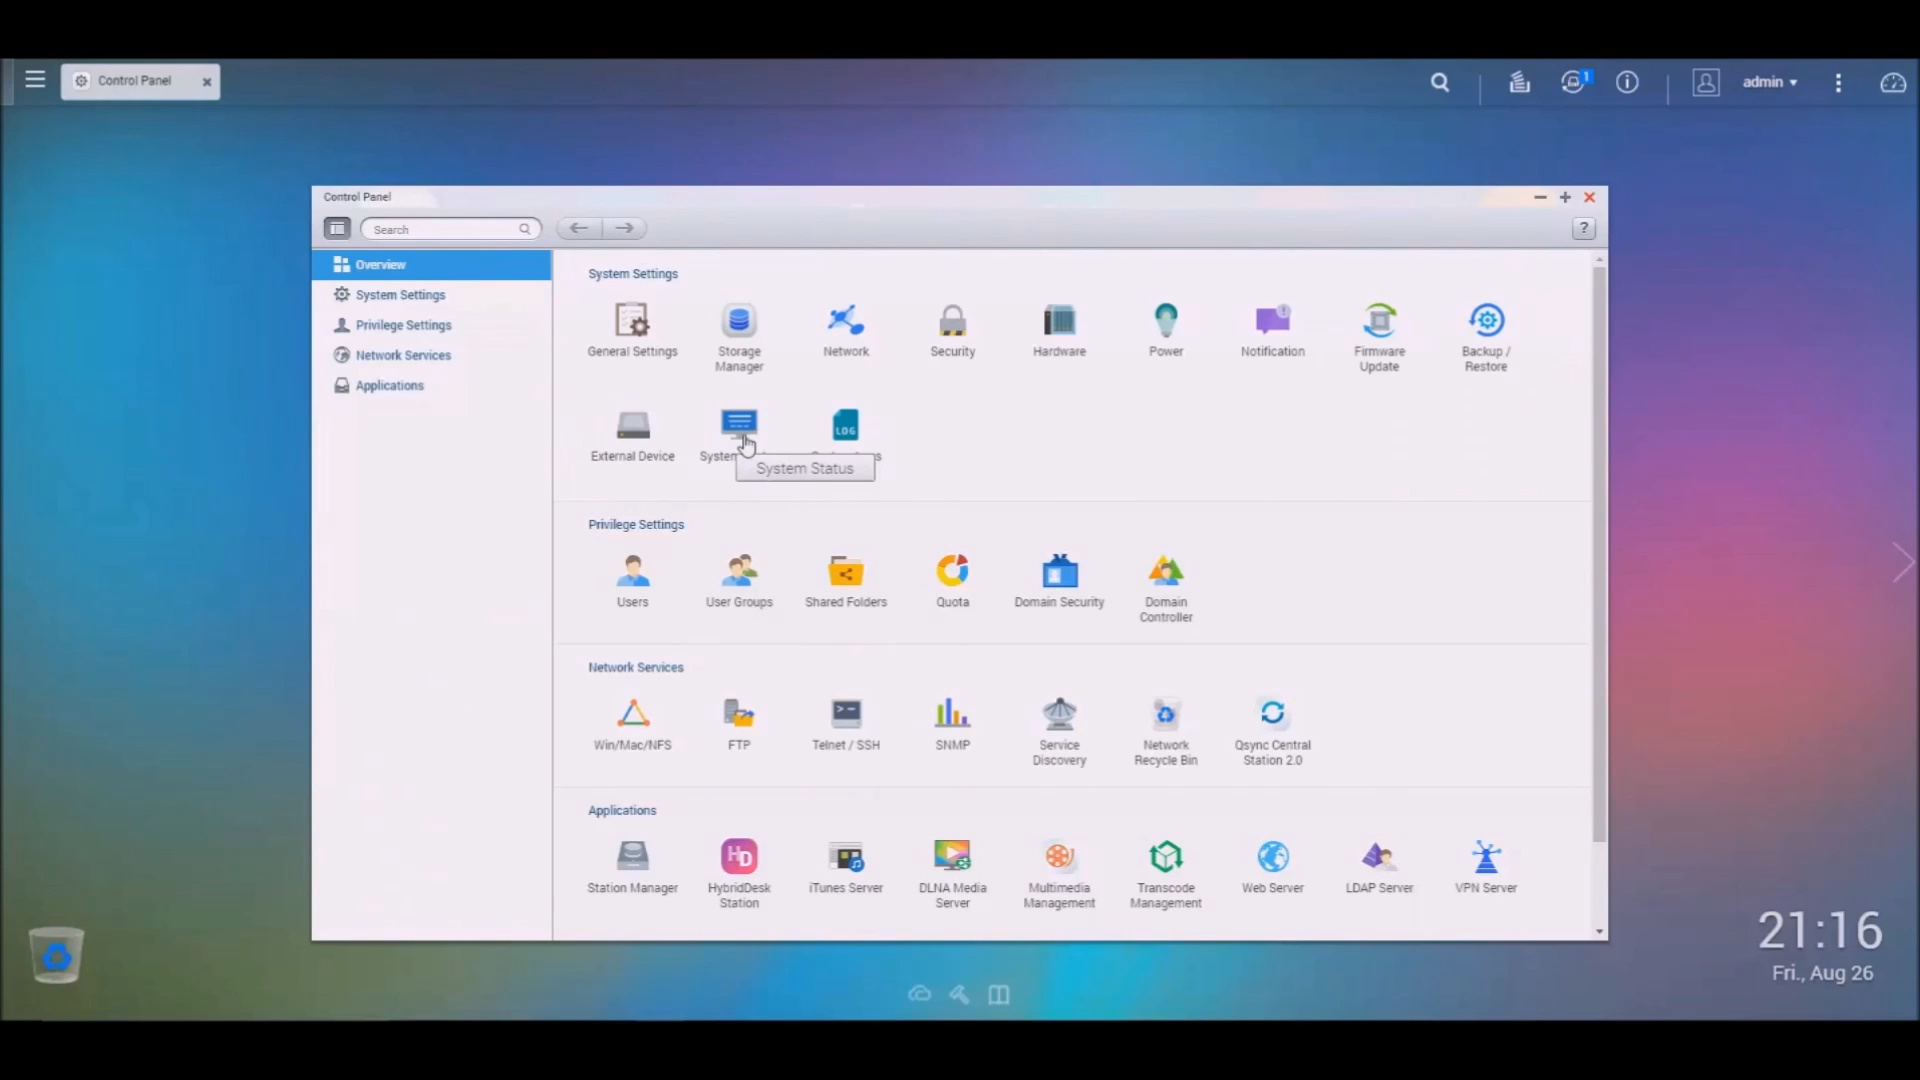 Control Panel
1
admin
Control Panel
Search
?
Overview
System Settings
Privilege Settings
Network Services
Applications
System Settings
General Settings
Storage
Manager
Network
Security
Hardware
Power
Notification
Firmware
Update
Backup /
Restore
External Device
LOG
System
System Status
Privilege Settings
Users
User Groups
Shared Folders
Quota
Domain Security
Domain
Controller
Network Services
Win/Mac/NFS
FTP
Telnet / SSH
SNMP
Service
Discovery
Network
Recycle Bin
Qsync Central
Station 2.0
Applications
Station Manager
HD
HybridDesk
Station
iTunes Server
DLNA Media
Server
Multimedia
Management
Transcode
Management
Web Server
LDAP Server
VPN Server
21:16
Fri., Aug 26